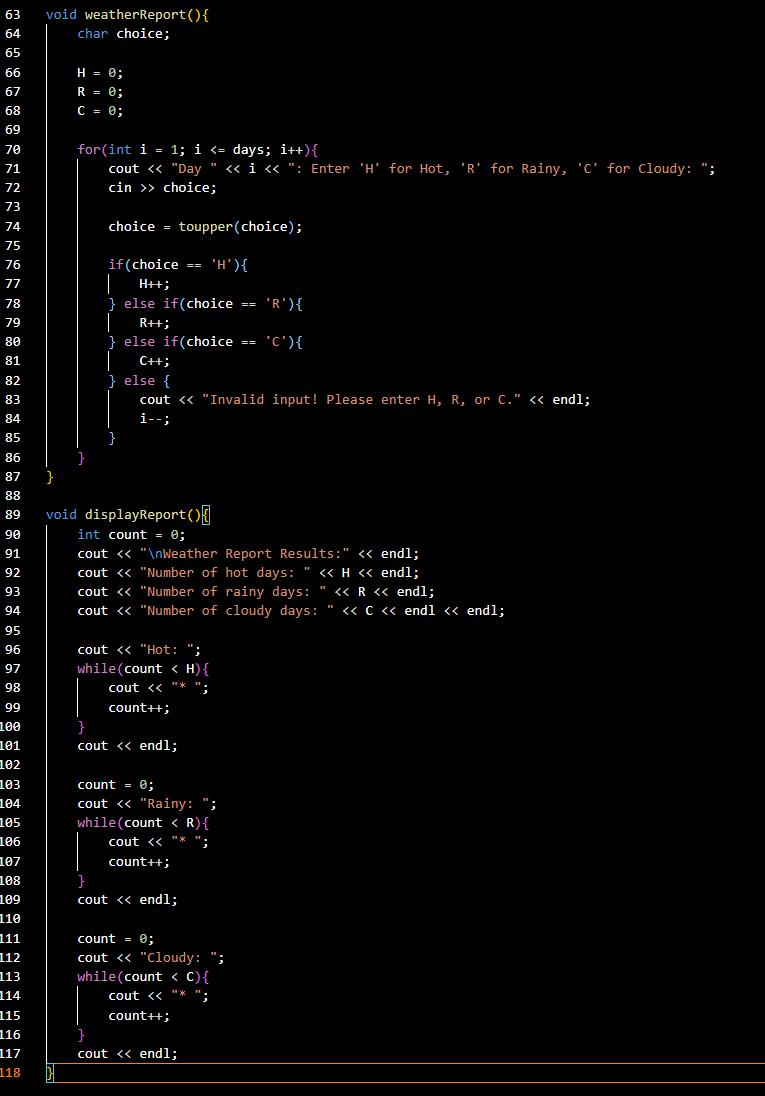 63 void weatherReport(){
64 char choice;
65
66 H = 0;
67 R = 0;
68 C = 0;
69
70 for(int i = 1; i <= days; i++){
71 cout << "Day " << i << ": Enter 'H' for Hot, 'R' for Rainy, 'C' for Cloudy: ";
72 cin >> choice;
73
74 choice = toupper(choice);
75
76 if(choice == 'H'){
77 H++;
78 } else if(choice == 'R'){
79 R++;
80 } else if(choice == 'C'){
81 C++;
82 } else {
83 cout << "Invalid input! Please enter H, R, or C." << endl;
84 i--;
85 }
86 }
87 }
88
89 void displayReport(){
90 int count = 0;
91 cout << "\nWeather Report Results:" << endl;
92 cout << "Number of hot days: " << H << endl;
93 cout << "Number of rainy days: " << R << endl;
94 cout << "Number of cloudy days: " << C << endl << endl;
95
96 cout << "Hot: ";
97 while(count < H){
98 cout << "* ";
99 count++;
100 }
101 cout << endl;
102
103 count = 0;
104 cout << "Rainy: ";
105 while(count < R){
106 cout << "* ";
107 count++;
108 }
109 cout << endl;
110
111 count = 0;
112 cout << "Cloudy: ";
113 while(count < C){
114 cout << "* ";
115 count++;
116 }
117 cout << endl;
118 }